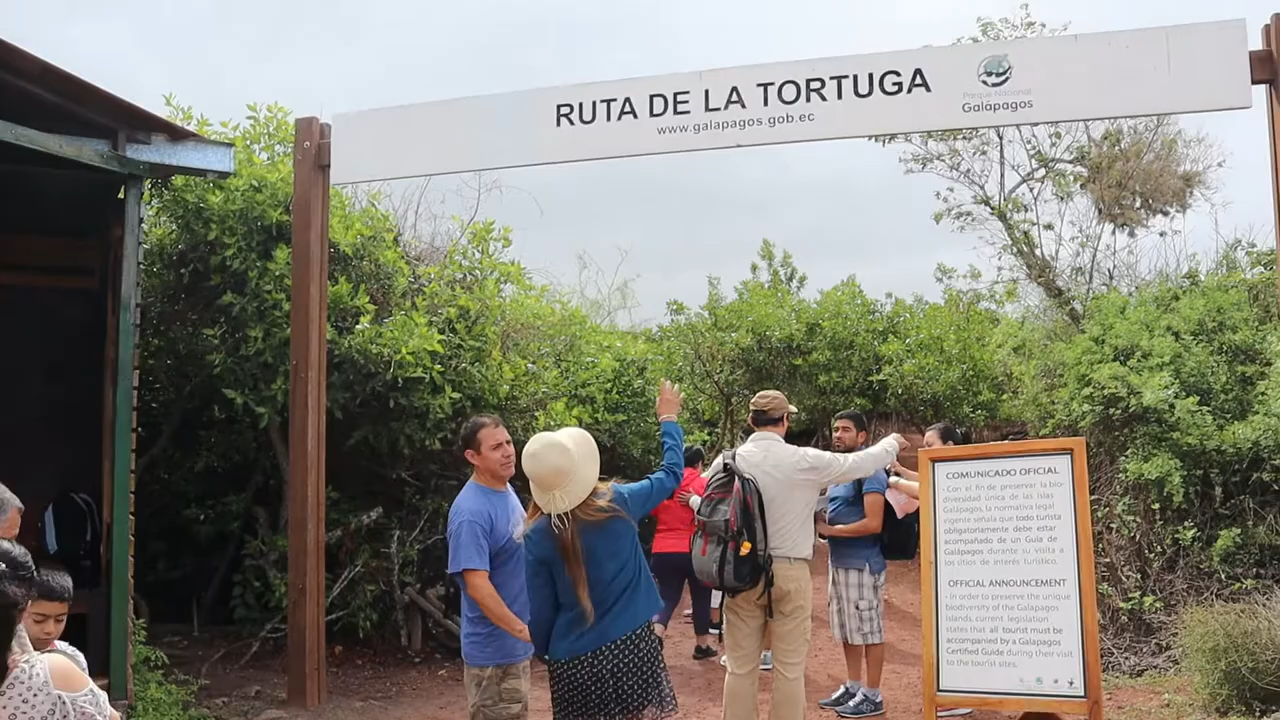 RUTA DE LA TORTUGA
www.galapagos.gob.ec
Parque Nacional
Galápagos
COMUNICADO OFICIAL
- Con el fin de preservar la bio-
diversidad única de las islas
Galápagos, la normativa legal
vigente señala que todo turista
obligatoriamente debe estar
acompañado de un Guía de
Galápagos durante su visita a
los sitios de interés turístico.
OFFICIAL ANNOUNCEMENT
- In order to preserve the unique
biodiversity of the Galapagos
islands, current legislation
states that all tourist must be
accompanied by a Galapagos
Certified Guide during their visit
to the tourist sites.